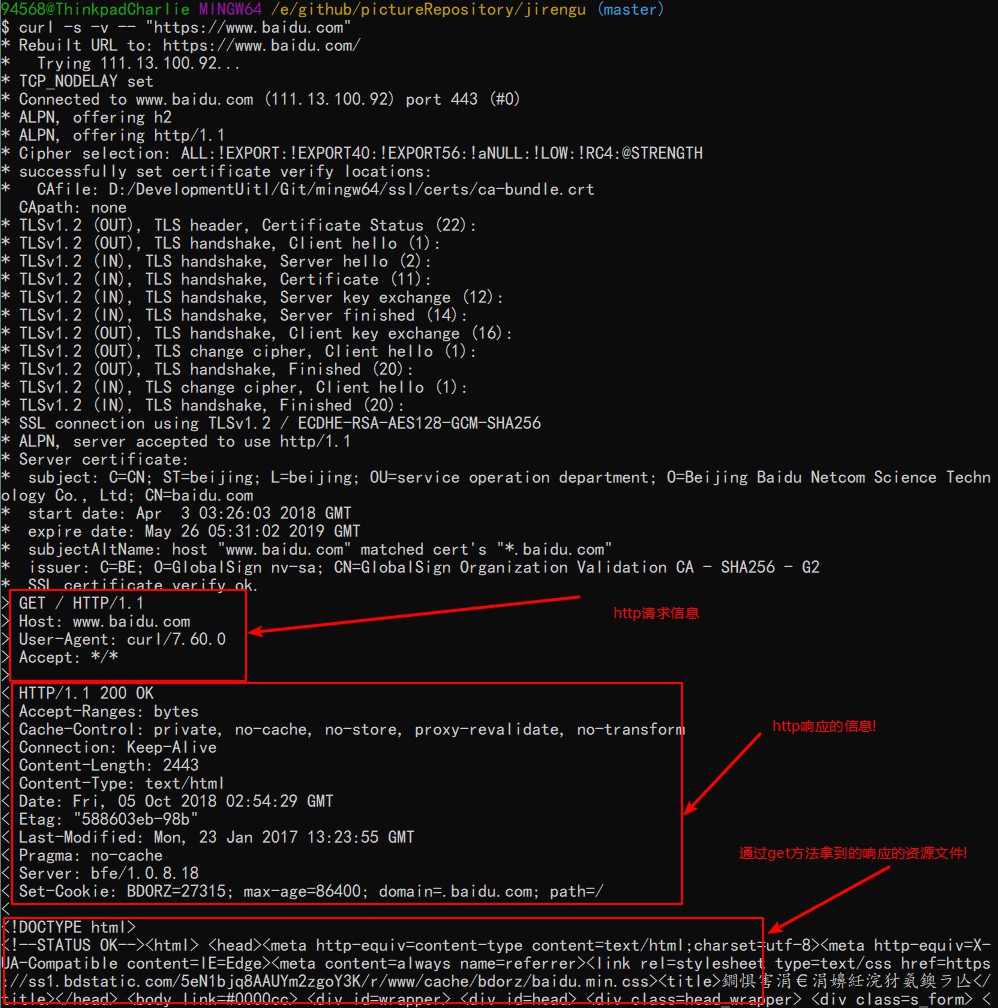 94568@ThinkpadCharlie MINGW64 /e/github/pictureRepository/jirengu (master)
$ curl -s -v -- "https://www.baidu.com"
* Rebuilt URL to: https://www.baidu.com/
*   Trying 111.13.100.92...
* TCP_NODELAY set
* Connected to www.baidu.com (111.13.100.92) port 443 (#0)
* ALPN, offering h2
* ALPN, offering http/1.1
* Cipher selection: ALL:!EXPORT:!EXPORT40:!EXPORT56:!aNULL:!LOW:!RC4:@STRENGTH
* successfully set certificate verify locations:
*   CAfile: D:/DevelopmentUitl/Git/mingw64/ssl/certs/ca-bundle.crt
  CApath: none
* TLSv1.2 (OUT), TLS header, Certificate Status (22):
* TLSv1.2 (OUT), TLS handshake, Client hello (1):
* TLSv1.2 (IN), TLS handshake, Server hello (2):
* TLSv1.2 (IN), TLS handshake, Certificate (11):
* TLSv1.2 (IN), TLS handshake, Server key exchange (12):
* TLSv1.2 (IN), TLS handshake, Server finished (14):
* TLSv1.2 (OUT), TLS handshake, Client key exchange (16):
* TLSv1.2 (OUT), TLS change cipher, Client hello (1):
* TLSv1.2 (OUT), TLS handshake, Finished (20):
* TLSv1.2 (IN), TLS change cipher, Client hello (1):
* TLSv1.2 (IN), TLS handshake, Finished (20):
* SSL connection using TLSv1.2 / ECDHE-RSA-AES128-GCM-SHA256
* ALPN, server accepted to use http/1.1
* Server certificate:
*  subject: C=CN; ST=beijing; L=beijing; OU=service operation department; O=Beijing Baidu Netcom Science Techn
ology Co., Ltd; CN=baidu.com
*  start date: Apr  3 03:26:03 2018 GMT
*  expire date: May 26 05:31:02 2019 GMT
*  subjectAltName: host "www.baidu.com" matched cert's "*.baidu.com"
*  issuer: C=BE; O=GlobalSign nv-sa; CN=GlobalSign Organization Validation CA - SHA256 - G2
*  SSL certificate verify ok.
> GET / HTTP/1.1
> Host: www.baidu.com
> User-Agent: curl/7.60.0
> Accept: */*
>
http请求信息
< HTTP/1.1 200 OK
< Accept-Ranges: bytes
< Cache-Control: private, no-cache, no-store, proxy-revalidate, no-transform
< Connection: Keep-Alive
< Content-Length: 2443
< Content-Type: text/html
< Date: Fri, 05 Oct 2018 02:54:29 GMT
< Etag: "588603eb-98b"
< Last-Modified: Mon, 23 Jan 2017 13:23:55 GMT
< Pragma: no-cache
< Server: bfe/1.0.8.18
< Set-Cookie: BDORZ=27315; max-age=86400; domain=.baidu.com; path=/
<
http响应的信息!
通过get方法拿到的响应的资源文件!
<!DOCTYPE html>
<!--STATUS OK--><html> <head><meta http-equiv=content-type content=text/html;charset=utf-8><meta http-equiv=X-
UA-Compatible content=IE=Edge><meta content=always name=referrer><link rel=stylesheet type=text/css href=https
://ss1.bdstatic.com/5eN1bjq8AAUYm2zgoY3K/r/www/cache/bdorz/baidu.min.css><title></
title></head> <body link=#0000cc> <div id=wrapper> <div id=head> <div class=head_wrapper> <div class=s_form> <